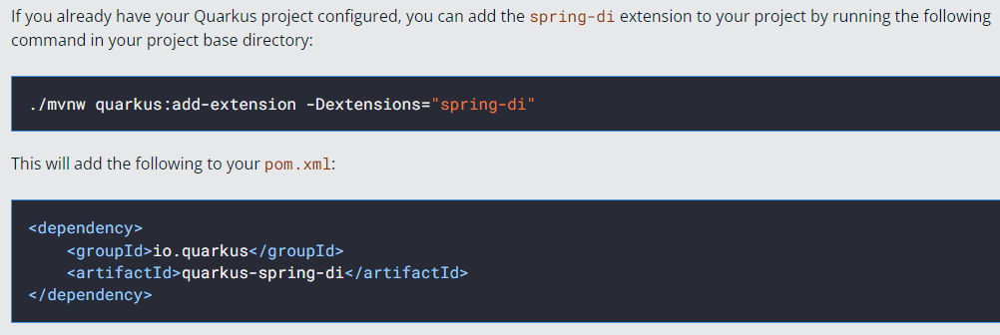 If you already have your Quarkus project configured, you can add the spring-di extension to your project by running the following
command in your project base directory:
./mvnw quarkus:add-extension -Dextensions="spring-di"
This will add the following to your pom.xml:
<dependency>
    <groupId>io.quarkus</groupId>
    <artifactId>quarkus-spring-di</artifactId>
</dependency>